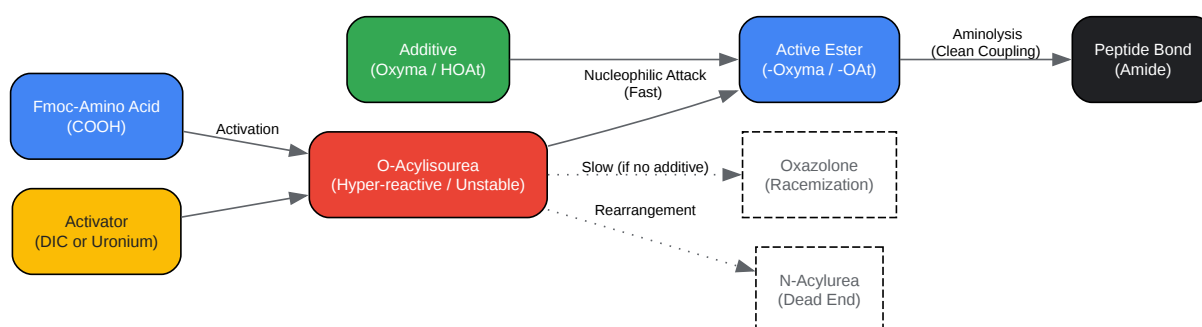 Additive
(Oxyma / HOAt)
Active Ester
(-Oxyma / -OAt)
Aminolysis
(Clean Coupling)
Peptide Bond
(Amide)
Nucleophilic Attack
(Fast)
Fmoc-Amino Acid
(COOH)
Activation
O-Acylisourea
(Hyper-reactive / Unstable)
Slow (if no additive)
Oxazolone
(Racemization)
Activator
(DIC or Uronium)
Rearrangement
N-Acylurea
(Dead End)